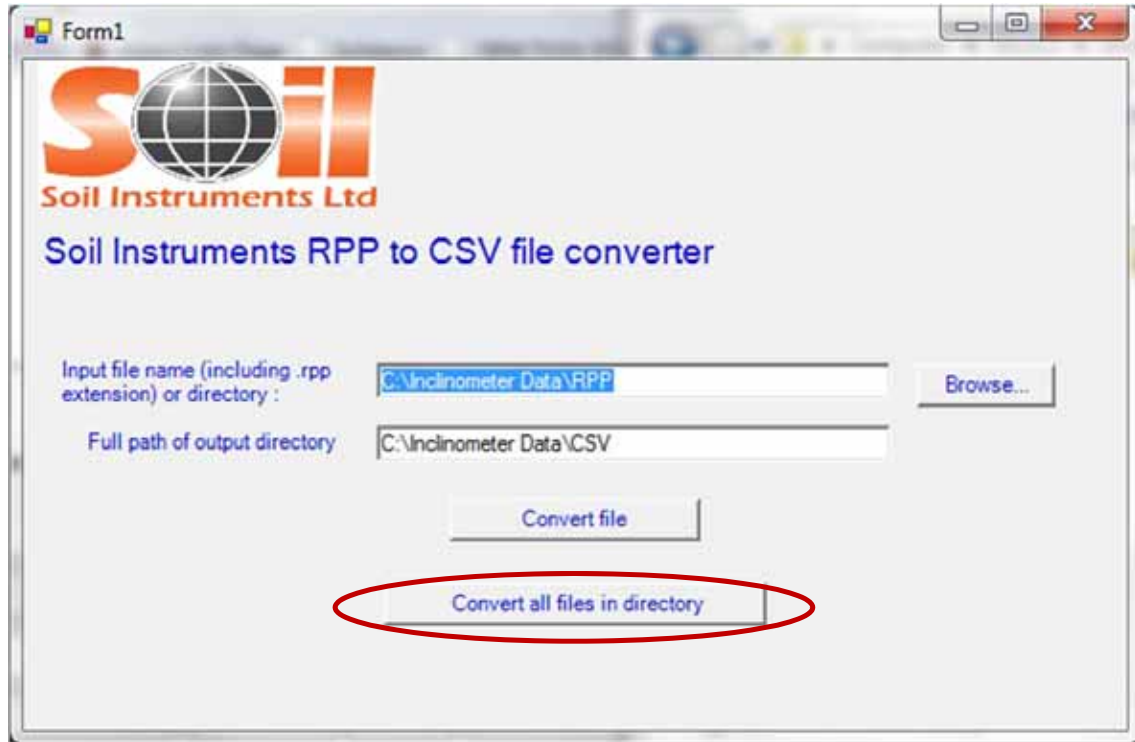 Form1
Soil
Soil Instruments Ltd
Soil Instruments RPP to CSV file converter
Input file name (including .rpp
extension) or directory :
C:\Inclinometer Data\RPP
Browse...
Full path of output directory
C:\Inclinometer Data\CSV
Convert file
Convert all files in directory